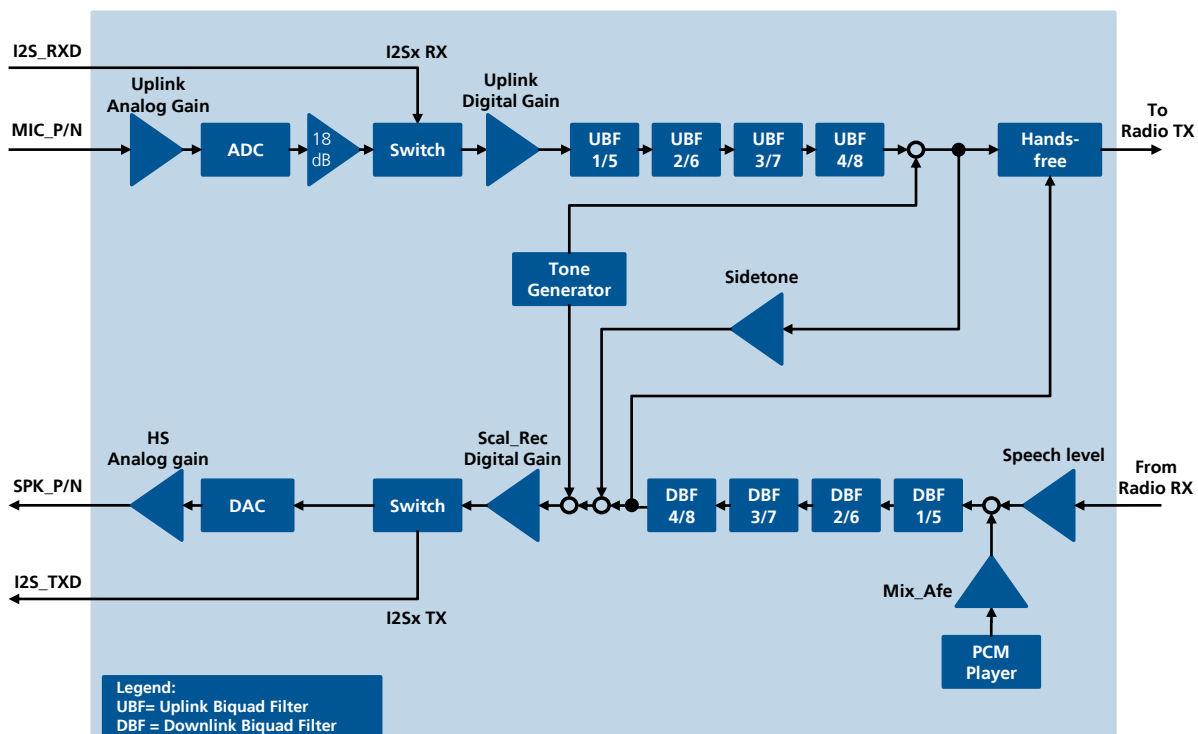 I2S_RXD
I2Sx RX
Uplink
Analog Gain
Uplink
Digital Gain
MIC_P/N
ADC
18
dB
Switch
UBF
1/5
UBF
2/6
UBF
3/7
UBF
4/8
Hands-
free
To
Radio TX
Tone
Generator
Sidetone
HS
Analog gain
Scal_Rec
Digital Gain
Speech level
From
Radio RX
SPK_P/N
DAC
Switch
DBF
4/8
DBF
3/7
DBF
2/6
DBF
1/5
I2S_TXD
I2Sx TX
Mix_Afe
PCM
Player
Legend:
UBF= Uplink Biquad Filter
DBF = Downlink Biquad Filter